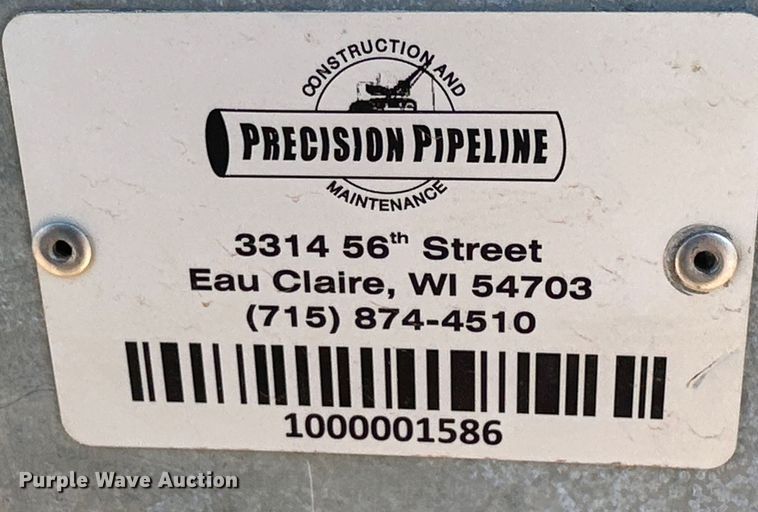 CONSTRUCTION AND
PRECISION PIPELINE
MAINTENANCE
3314 56th Street
Eau Claire, WI 54703
(715) 874-4510
1000001586
Purple Wave Auction